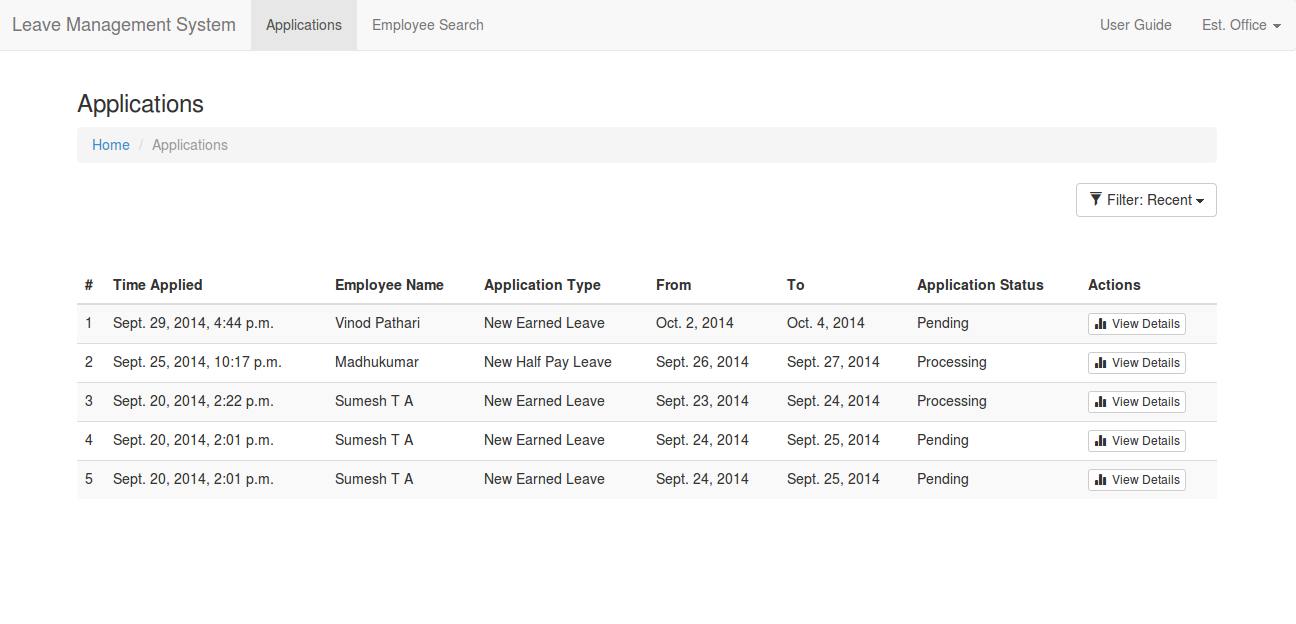 Leave Management System Applications Employee Search User Guide Est. Office
Applications
Home / Applications
Filter: Recent
# Time Applied Employee Name Application Type From To Application Status Actions
1 Sept. 29, 2014, 4:44 p.m. Vinod Pathari New Earned Leave Oct. 2, 2014 Oct. 4, 2014 Pending View Details
2 Sept. 25, 2014, 10:17 p.m. Madhukumar New Half Pay Leave Sept. 26, 2014 Sept. 27, 2014 Processing View Details
3 Sept. 20, 2014, 2:22 p.m. Sumesh T A New Earned Leave Sept. 23, 2014 Sept. 24, 2014 Processing View Details
4 Sept. 20, 2014, 2:01 p.m. Sumesh T A New Earned Leave Sept. 24, 2014 Sept. 25, 2014 Pending View Details
5 Sept. 20, 2014, 2:01 p.m. Sumesh T A New Earned Leave Sept. 24, 2014 Sept. 25, 2014 Pending View Details